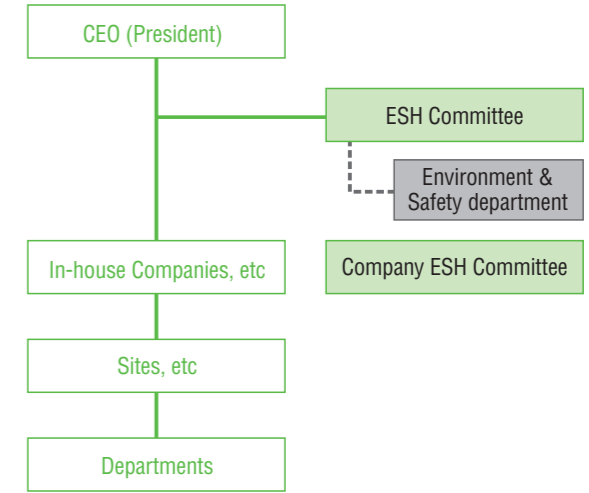 CEO (President)
ESH Committee
Environment &
Safety department
In-house Companies, etc
Company ESH Committee
Sites, etc
Departments